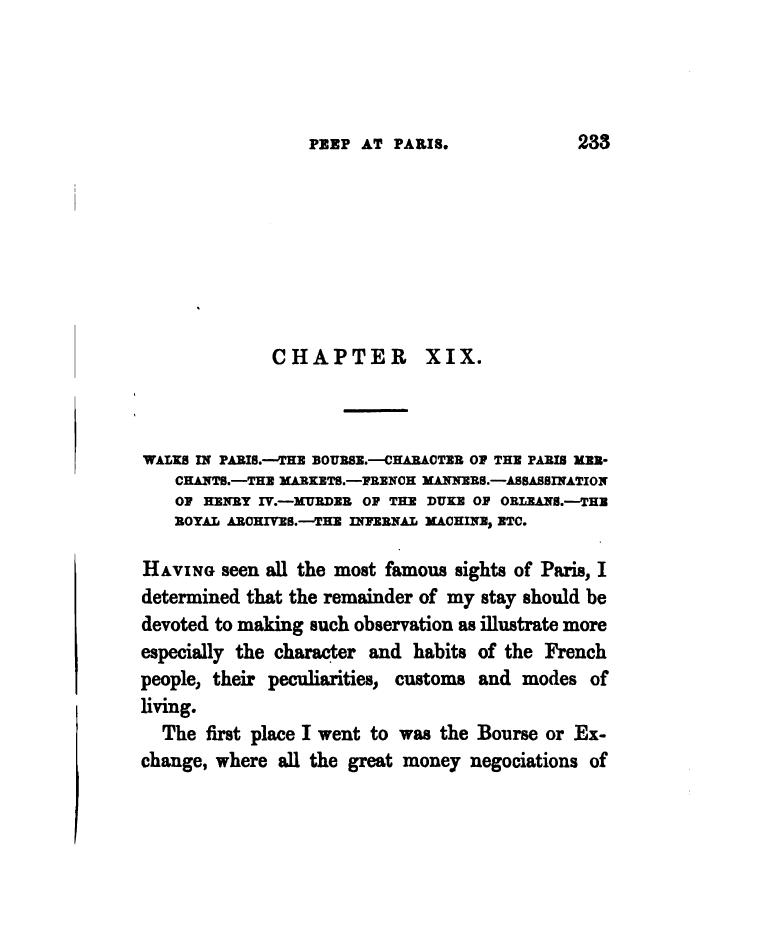 PEEP AT PARIS. 233
CHAPTER XIX.
WALKS IN PARIS.—THE BOURSE.—CHARACTER OF THE PARIS MER-
CHANTS.—THE MARKETS.—FRENCH MANNERS.—ASSASSINATION
OF HENRY IV.—MURDER OF THE DUKE OF ORLEANS.—THE
ROYAL ARCHIVES.—THE INFERNAL MACHINE, ETC.
HAVING seen all the most famous sights of Paris, I
determined that the remainder of my stay should be
devoted to making such observation as illustrate more
especially the character and habits of the French
people, their peculiarities, customs and modes of
living.
The first place I went to was the Bourse or Ex-
change, where all the great money negociations of